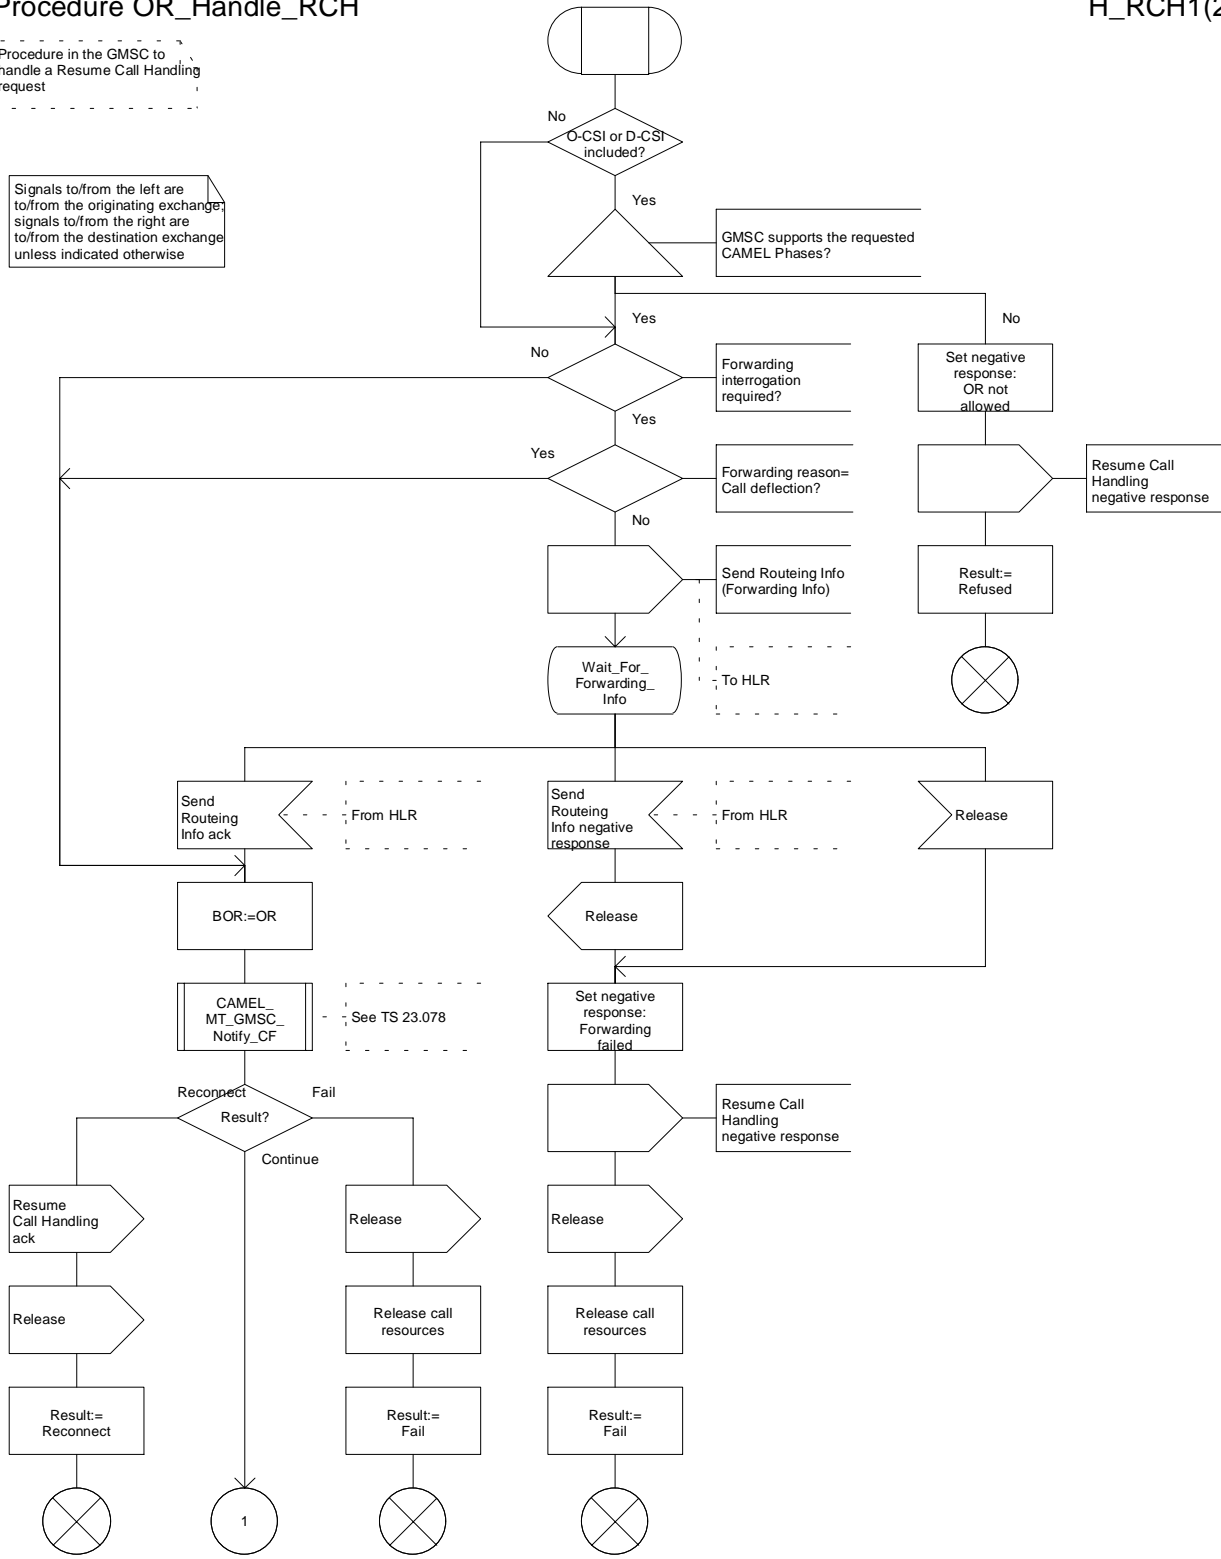 Procedure OR_Handle_RCH
H_RCH1(2
Procedure in the GMSC to
handle a Resume Call Handling
request
No
O-CSI or D-CSI
included?
Signals to/from the left are
to/from the originating exchange;
signals to/from the right are
to/from the destination exchange
unless indicated otherwise
Yes
GMSC supports the requested
CAMEL Phases?
Yes
No
No
Forwarding
interrogation
required?
Set negative
response:
OR not
allowed
Yes
Yes
Forwarding reason=
Call deflection?
Resume Call
Handling
negative response
No
Send Routeing Info
(Forwarding Info)
Result:=
Refused
Wait_For_
Forwarding_
Info
To HLR
Send
Routeing
Info ack
From HLR
Send
Routeing
Info negative
response
From HLR
Release
BOR:=OR
Release
CAMEL_
MT_GMSC_
Notify_CF
See TS 23.078
Set negative
response:
Forwarding
failed
Reconnect
Fail
Result?
Continue
Resume Call
Handling
negative response
Resume
Call Handling
ack
Release
Release
Release
Release call
resources
Release call
resources
Result:=
Reconnect
Result:=
Fail
Result:=
Fail
1